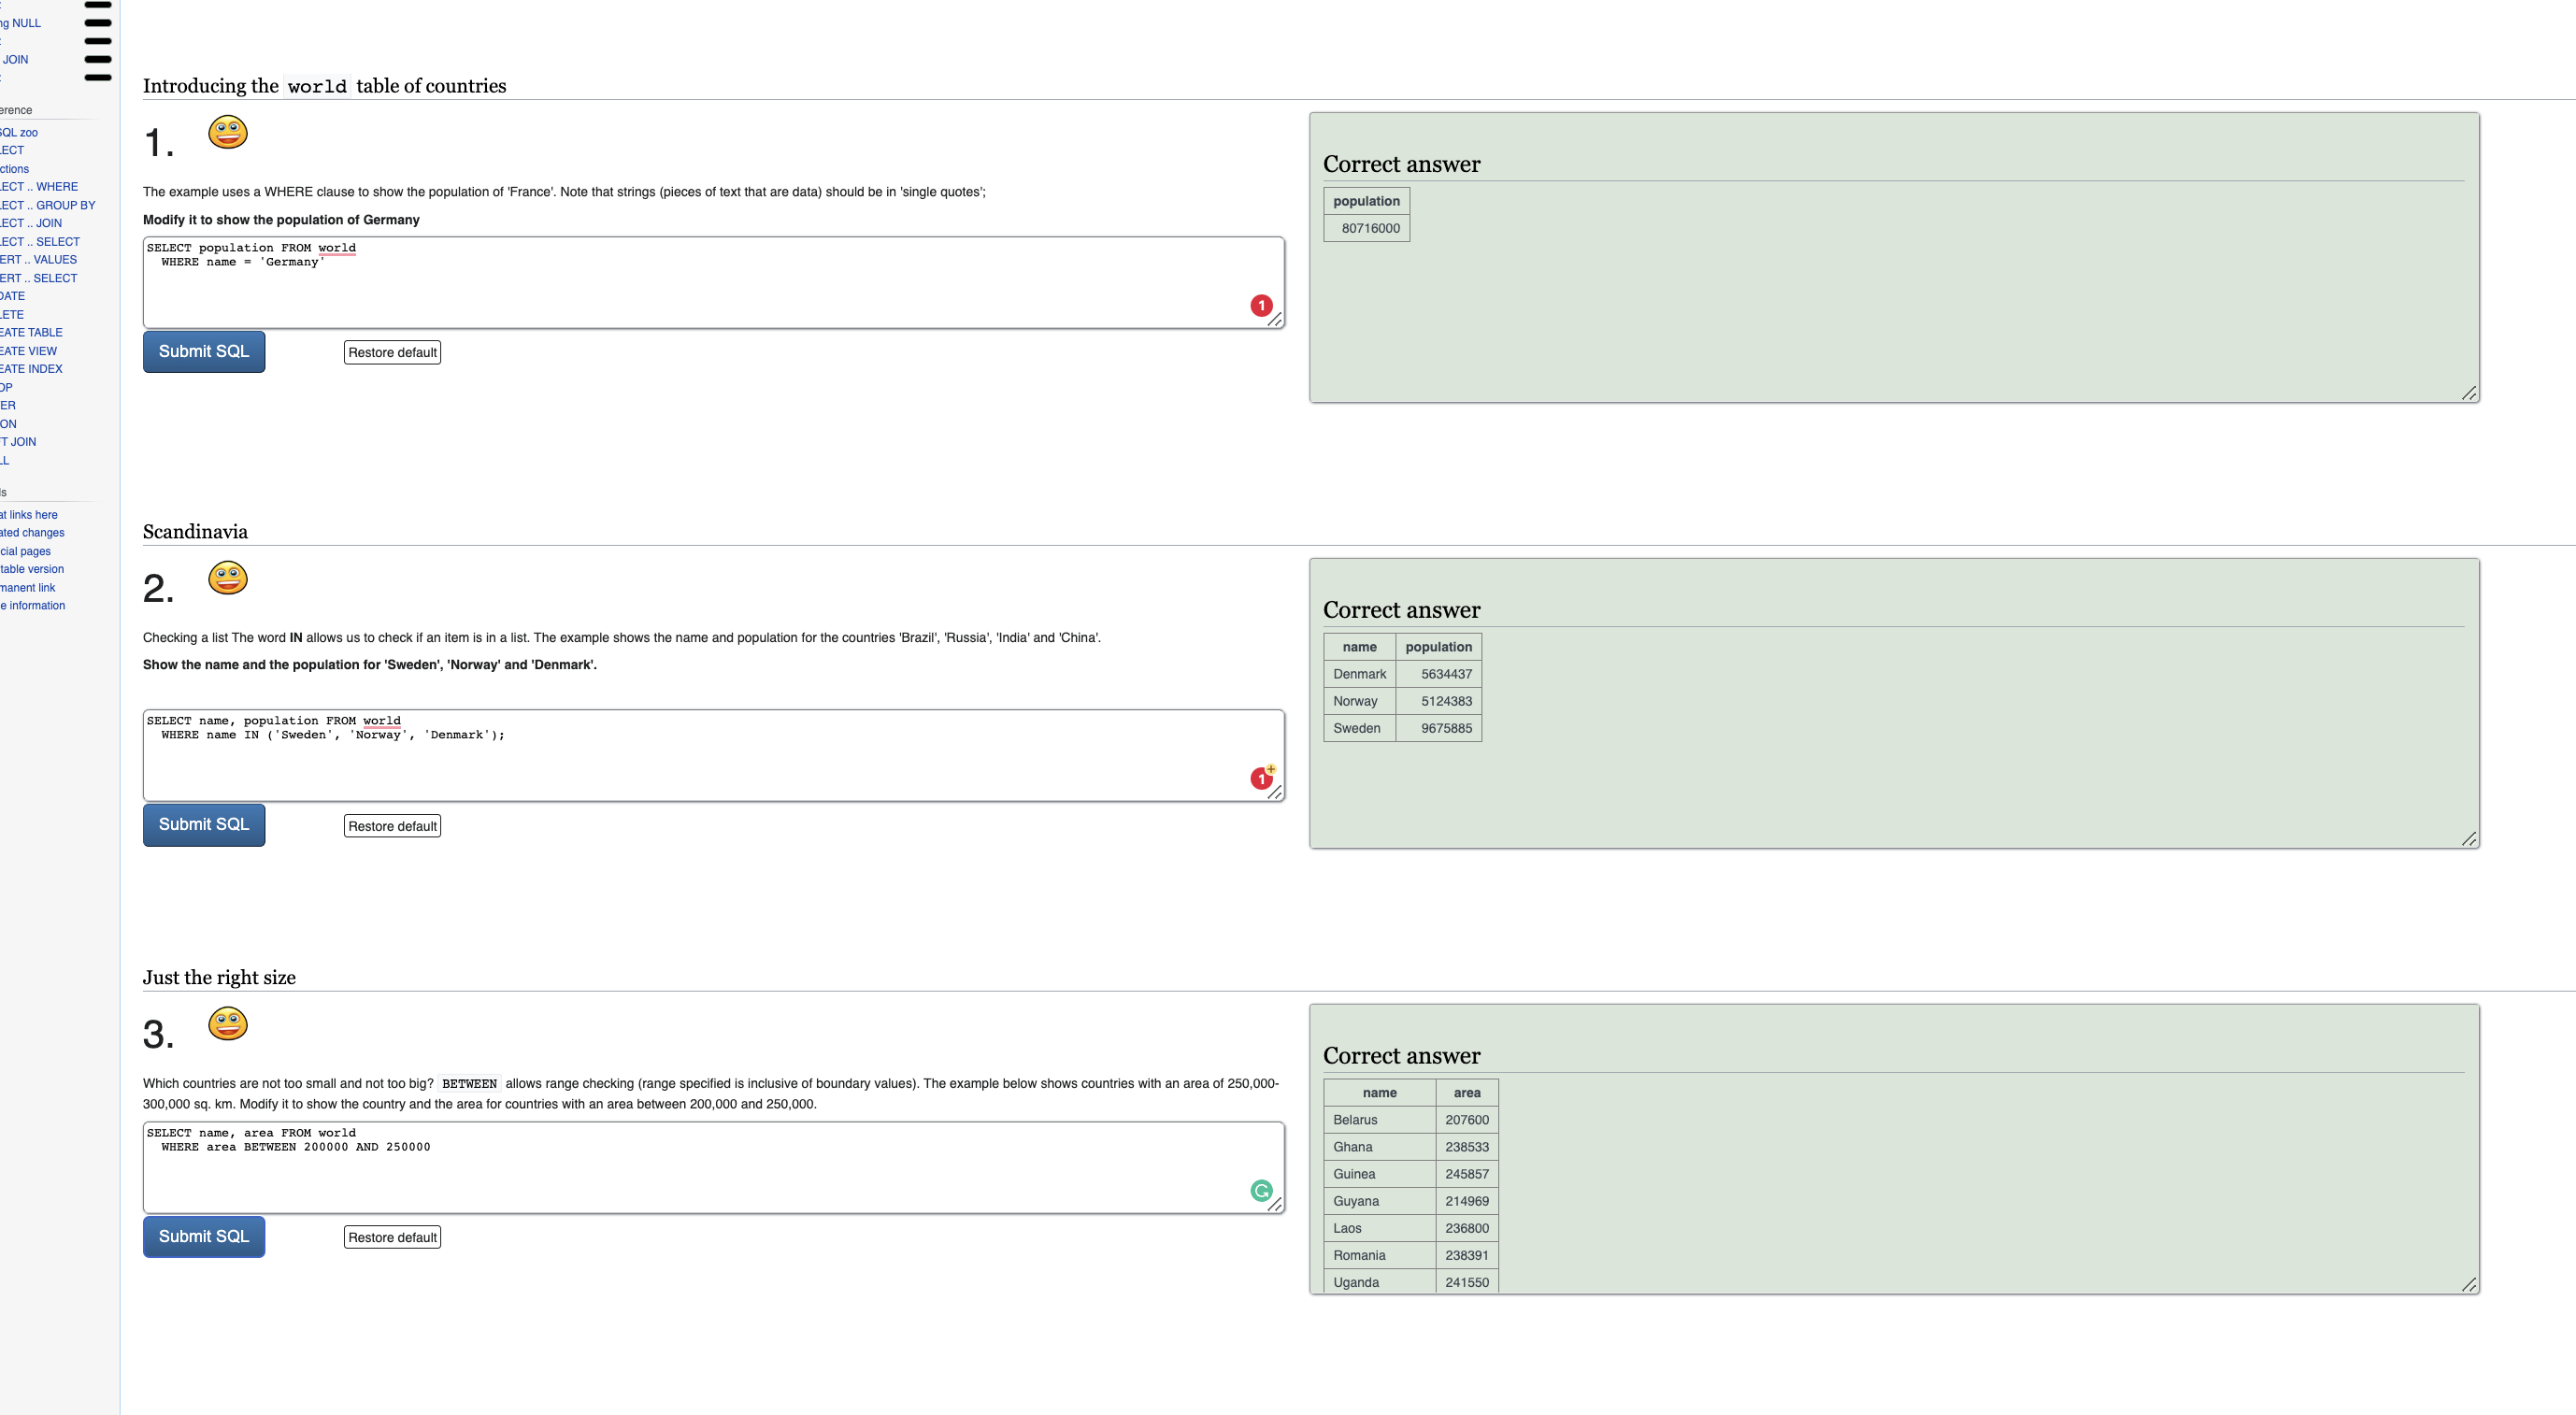 ng NULL
JOIN
erence
SQL zoo
LECT
ctions
LECT .. WHERE
LECT .. GROUP BY
LECT .. JOIN
LECT .. SELECT
ERT .. VALUES
ERT .. SELECT
DATE
LETE
EATE TABLE
EATE VIEW
EATE INDEX
OP
ER
ON
T JOIN
LL
ls
at links here
ated changes
cial pages
table version
manent link
e information
Introducing the world table of countries
1.
The example uses a WHERE clause to show the population of 'France'. Note that strings (pieces of text that are data) should be in 'single quotes';
Modify it to show the population of Germany
SELECT population FROM world
WHERE name = 'Germany'
1
Submit SQL
Restore default
Correct answer
population
80716000
Scandinavia
2.
Checking a list The word IN allows us to check if an item is in a list. The example shows the name and population for the countries 'Brazil', 'Russia', 'India' and 'China'.
Show the name and the population for 'Sweden', 'Norway' and 'Denmark'.
SELECT name, population FROM world
WHERE name IN ('Sweden', 'Norway', 'Denmark');
1+
Submit SQL
Restore default
Correct answer
name population
Denmark 5634437
Norway 5124383
Sweden 9675885
Just the right size
3.
Which countries are not too small and not too big? BETWEEN allows range checking (range specified is inclusive of boundary values). The example below shows countries with an area of 250,000-
300,000 sq. km. Modify it to show the country and the area for countries with an area between 200,000 and 250,000.
SELECT name, area FROM world
WHERE area BETWEEN 200000 AND 250000
Submit SQL
Restore default
Correct answer
name area
Belarus 207600
Ghana 238533
Guinea 245857
Guyana 214969
Laos 236800
Romania 238391
Uganda 241550